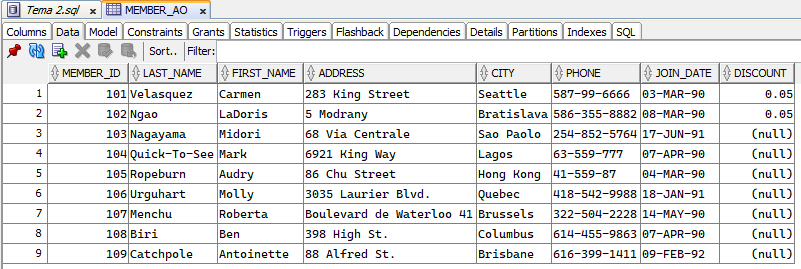 Tema 2.sql MEMBER_AO
Columns Data Model Constraints Grants Statistics Triggers Flashback Dependencies Details Partitions Indexes SQL
Sort.. Filter:
MEMBER_ID LAST_NAME FIRST_NAME ADDRESS CITY PHONE JOIN_DATE DISCOUNT
1 101 Velasquez Carmen 283 King Street Seattle 587-99-6666 03-MAR-90 0.05
2 102 Ngao LaDoris 5 Modrany Bratislava 586-355-8882 08-MAR-90 0.05
3 103 Nagayama Midori 68 Via Centrale Sao Paolo 254-852-5764 17-JUN-91 (null)
4 104 Quick-To-See Mark 6921 King Way Lagos 63-559-777 07-APR-90 (null)
5 105 Ropeburn Audry 86 Chu Street Hong Kong 41-559-87 04-MAR-90 (null)
6 106 Urguhart Molly 3035 Laurier Blvd. Quebec 418-542-9988 18-JAN-91 (null)
7 107 Menchu Roberta Boulevard de Waterloo 41 Brussels 322-504-2228 14-MAY-90 (null)
8 108 Biri Ben 398 High St. Columbus 614-455-9863 07-APR-90 (null)
9 109 Catchpole Antoinette 88 Alfred St. Brisbane 616-399-1411 09-FEB-92 (null)